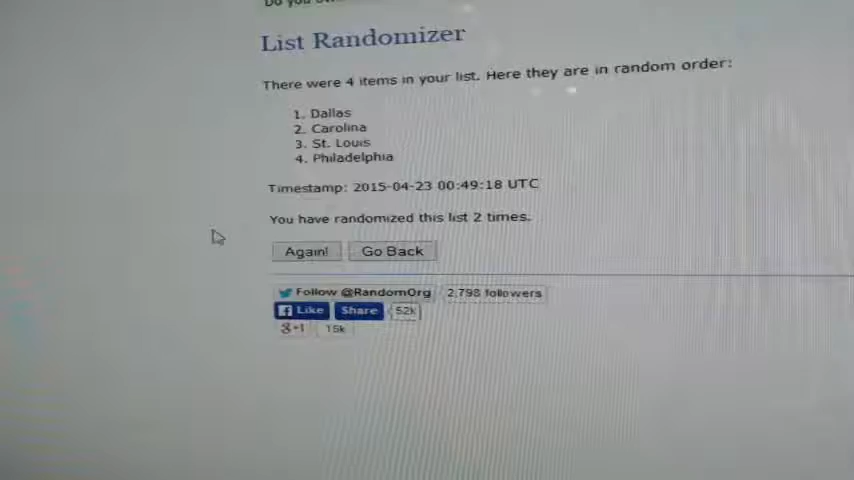 List Randomizer
There were 4 items in your list. Here they are in random order:
1. Dallas
2. Carolina
3. St. Louis
4. Philadelphia
Timestamp: 2015-04-23 00:49:18 UTC
You have randomized this list 2 times.
Again! Go Back
Follow @RandomOrg 2,798 followers
Like Share 52k
g+1 15k